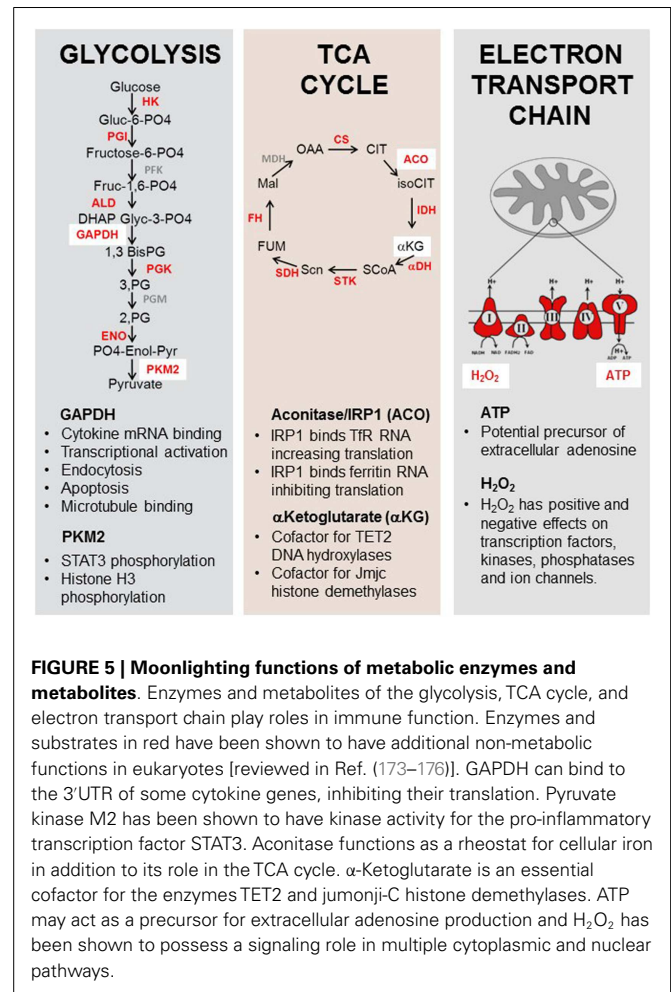 GLYCOLYSIS
Glucose
HK
Gluc-6-PO4
PGI
Fructose-6-PO4
PFK
Fruc-1,6-PO4
ALD
DHAP Glyc-3-PO4
GAPDH
1,3 BisPG
PGK
3,PG
PGM
2,PG
ENO
PO4-Enol-Pyr
PKM2
Pyruvate
GAPDH
• Cytokine mRNA binding
• Transcriptional activation
• Endocytosis
• Apoptosis
• Microtubule binding
PKM2
• STAT3 phosphorylation
• Histone H3
phosphorylation
TCA
CYCLE
CS
OAA
CIT
MDH
ACO
Mal
isoCIT
FH
IDH
FUM
αKG
SDH
Scn
STK
SCoA
αDH
Aconitase/IRP1 (ACO)
• IRP1 binds TfR RNA
increasing translation
• IRP1 binds ferritin RNA
inhibiting translation
αKetoglutarate (αKG)
• Cofactor for TET2
DNA hydroxylases
• Cofactor for Jmjc
histone demethylases
ELECTRON
TRANSPORT
CHAIN
H+ H+ H+ H+
I II III IV V
H+
NADH NAD FADH2 FAD ADP ATP
H₂O₂ ATP
ATP
• Potential precursor of
extracellular adenosine
H₂O₂
• H₂O₂ has positive and
negative effects on
transcription factors,
kinases, phosphatases
and ion channels.
FIGURE 5 | Moonlighting functions of metabolic enzymes and
metabolites. Enzymes and metabolites of the glycolysis, TCA cycle, and
electron transport chain play roles in immune function. Enzymes and
substrates in red have been shown to have additional non-metabolic
functions in eukaryotes [reviewed in Ref. (173–176)]. GAPDH can bind to
the 3′UTR of some cytokine genes, inhibiting their translation. Pyruvate
kinase M2 has been shown to have kinase activity for the pro-inflammatory
transcription factor STAT3. Aconitase functions as a rheostat for cellular iron
in addition to its role in the TCA cycle. α-Ketoglutarate is an essential
cofactor for the enzymes TET2 and jumonji-C histone demethylases. ATP
may act as a precursor for extracellular adenosine production and H₂O₂ has
been shown to possess a signaling role in multiple cytoplasmic and nuclear
pathways.